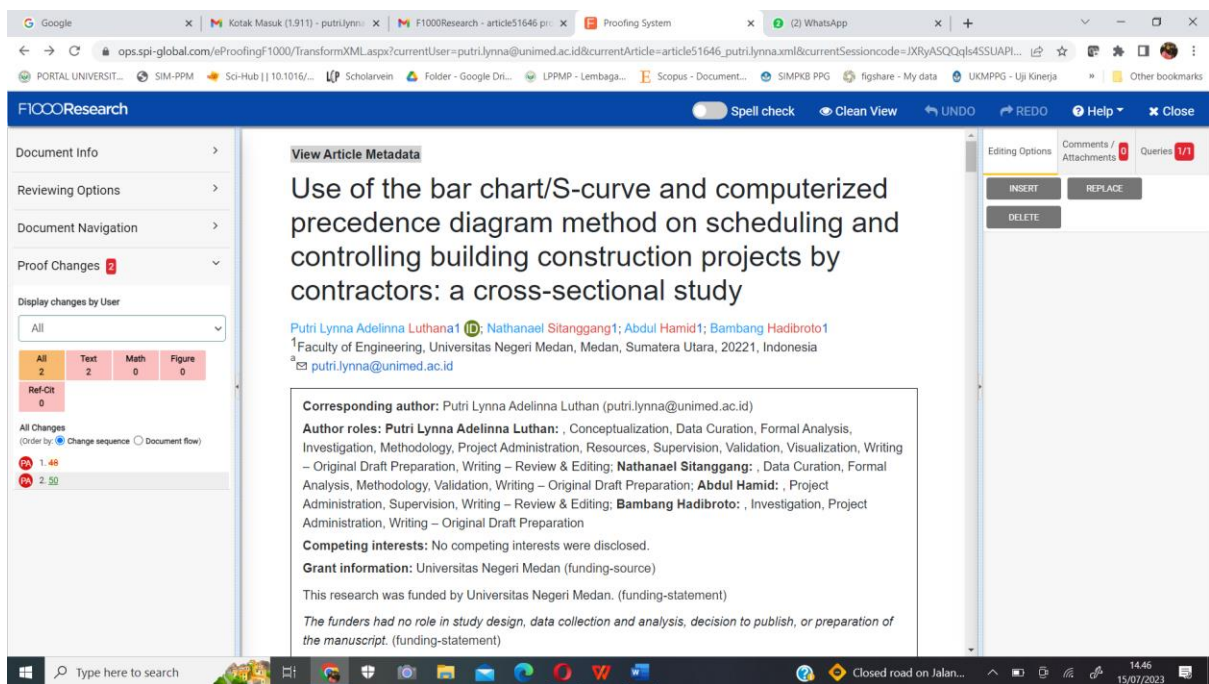 Google
Kotak Masuk (1.911) - putri.lynn
F1000Research - article51646 pro
Proofing System
(2) WhatsApp
ops.spi-global.com/eProofingF1000/TransformXML.aspx?currentUser=putri.lynna@unimed.ac.id&currentArticle=article51646_putri.lynna.xml&currentSessioncode=JXRyASQQqls4SSUAPI...
PORTAL UNIVERSIT... SIM-PPM Sci-Hub || 10.1016/... Scholarvein Folder - Google Dri... LPPMP - Lembaga... Scopus - Document... SIMPKB PPG figshare - My data UKMPPG - Uji Kinerja » Other bookmarks
F1000Research
Spell check Clean View UNDO REDO Help Close
Document Info
Reviewing Options
Document Navigation
Proof Changes 2
Display changes by User
All
All Text Math Figure
2 2 0 0
Ref-Cit
0
All Changes
(Order by: Change sequence Document flow)
PA 1. 48
PA 2. 50
View Article Metadata
Use of the bar chart/S-curve and computerized
precedence diagram method on scheduling and
controlling building construction projects by
contractors: a cross-sectional study
Putri Lynna Adelinna Luthana1 iD; Nathanael Sitanggang1; Abdul Hamid1; Bambang Hadibroto1
1Faculty of Engineering, Universitas Negeri Medan, Medan, Sumatera Utara, 20221, Indonesia
a putri.lynna@unimed.ac.id
Corresponding author: Putri Lynna Adelinna Luthan (putri.lynna@unimed.ac.id)
Author roles: Putri Lynna Adelinna Luthan: , Conceptualization, Data Curation, Formal Analysis,
Investigation, Methodology, Project Administration, Resources, Supervision, Validation, Visualization, Writing
– Original Draft Preparation, Writing – Review & Editing; Nathanael Sitanggang: , Data Curation, Formal
Analysis, Methodology, Validation, Writing – Original Draft Preparation; Abdul Hamid: , Project
Administration, Supervision, Writing – Review & Editing; Bambang Hadibroto: , Investigation, Project
Administration, Writing – Original Draft Preparation
Competing interests: No competing interests were disclosed.
Grant information: Universitas Negeri Medan (funding-source)
This research was funded by Universitas Negeri Medan. (funding-statement)
The funders had no role in study design, data collection and analysis, decision to publish, or preparation of
the manuscript. (funding-statement)
Editing Options
Comments / Attachments 0
Queries 1/1
INSERT REPLACE
DELETE
Type here to search
Closed road on Jalan...
14.46
15/07/2023